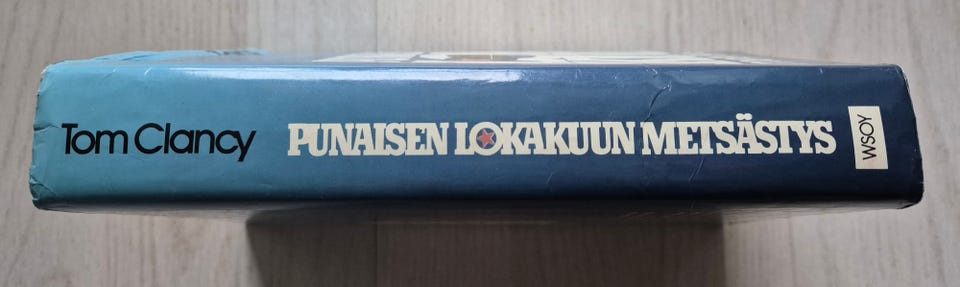 Tom Clancy
PUNAISEN LOKAKUUN METSÄSTYS
WSOY